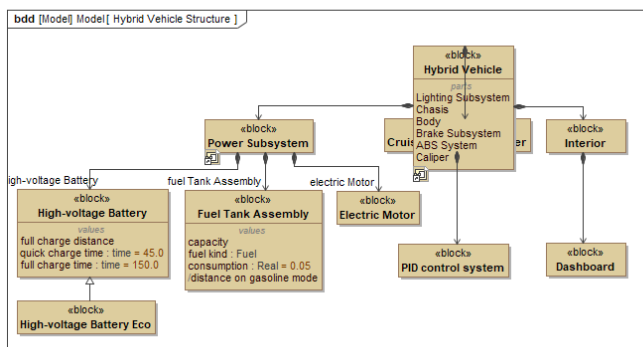 bdd [Model] Model[ Hybrid Vehicle Structure ]
«block»
Hybrid Vehicle
parts
Lighting Subsystem
Chasis
Body
Brake Subsystem
ABS System
Caliper
«block»
Power Subsystem
Cruis
er
«block»
Interior
igh-voltage Battery
fuel Tank Assembly
electric Motor
«block»
High-voltage Battery
values
full charge distance
quick charge time : time = 45.0
full charge time : time = 150.0
«block»
Fuel Tank Assembly
values
capacity
fuel kind : Fuel
consumption : Real = 0.05
/distance on gasoline mode
«block»
Electric Motor
«block»
PID control system
«block»
Dashboard
«block»
High-voltage Battery Eco